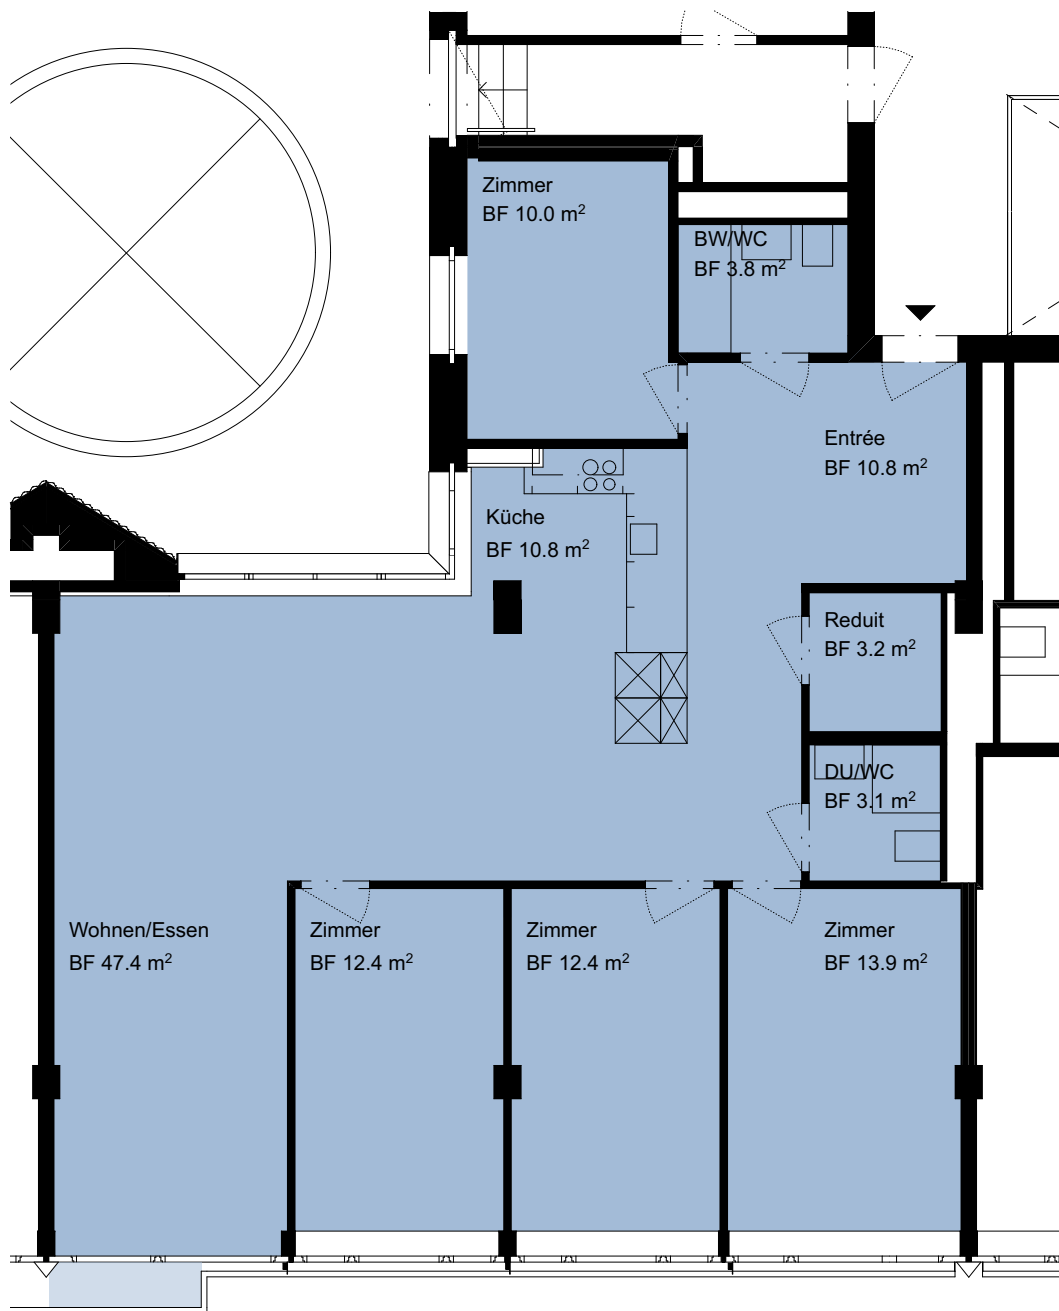 Zimmer
BF 10.0 m²
BW/WC
BF 3.8 m²
Entrée
BF 10.8 m²
Küche
BF 10.8 m²
Reduit
BF 3.2 m²
DU/WC
BF 3.1 m²
Wohnen/Essen
BF 47.4 m²
Zimmer
BF 12.4 m²
Zimmer
BF 12.4 m²
Zimmer
BF 13.9 m²